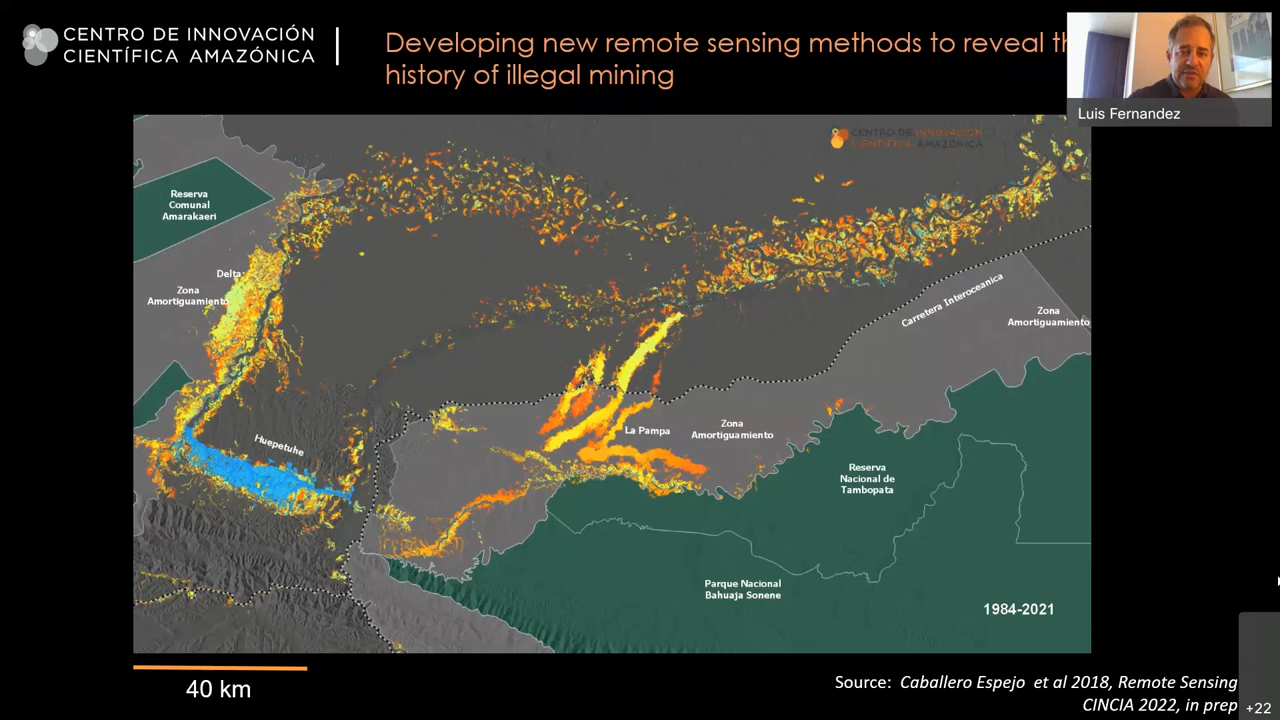 CENTRO DE INNOVACIÓN
CIENTÍFICA AMAZÓNICA
Developing new remote sensing methods to reveal
history of illegal mining
Luis Fernandez
CENTRO DE INNOVACIÓN
CIENTÍFICA AMAZÓNICA
Reserva
Comunal
Amarakaeri
Delta
Zona
Amortiguamiento
Carretera Interoceanica
Zona
Amortiguamiento
Huepetuhe
La Pampa
Zona
Amortiguamiento
Reserva
Nacional de
Tambopata
Parque Nacional
Bahuaja Sonene
1984-2021
40 km
Source: Caballero Espejo et al 2018, Remote Sensing
CINCIA 2022, in prep
+22